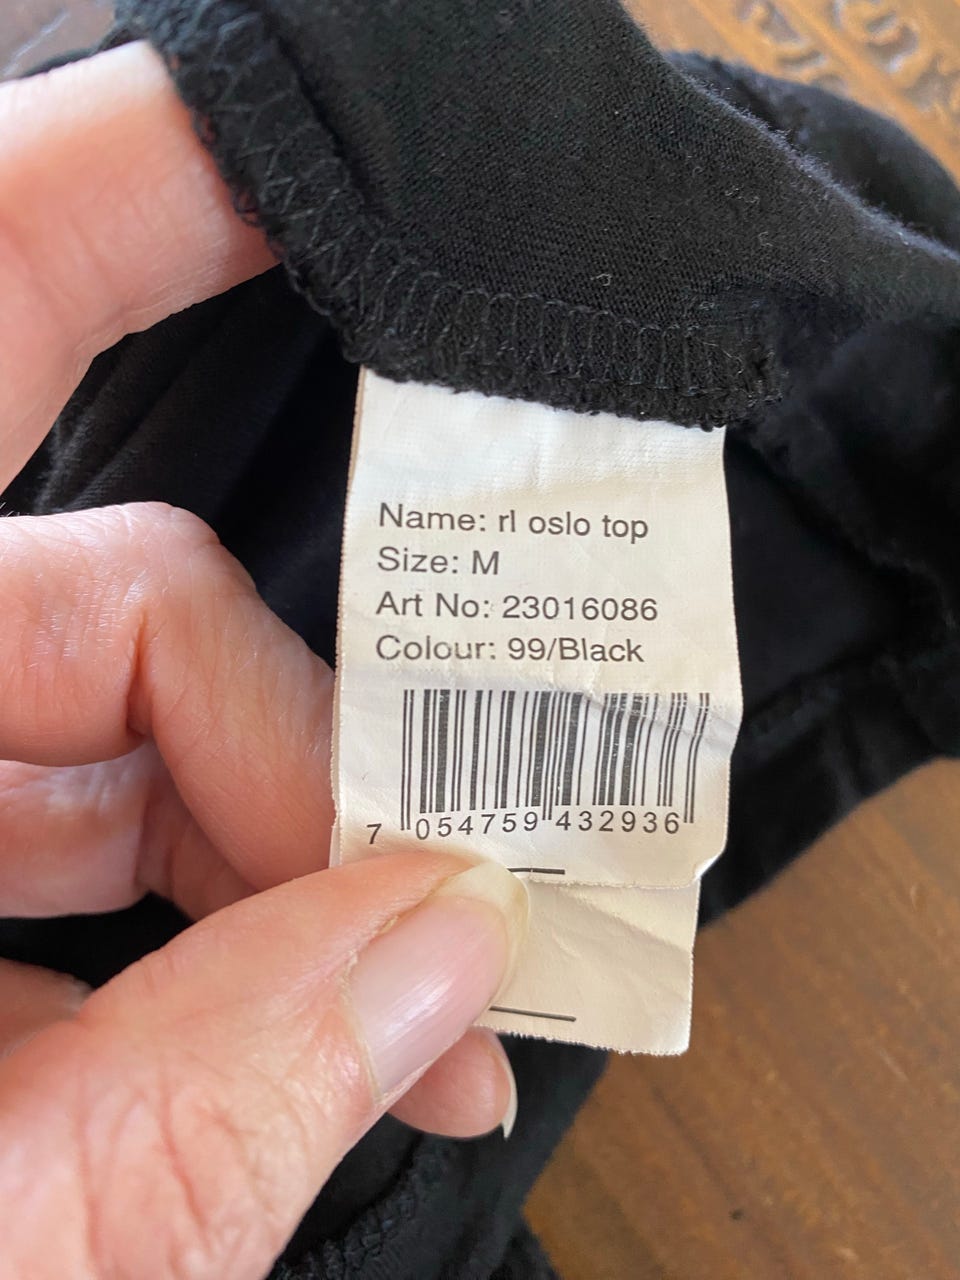 Name: rl oslo top
Size: M
Art No: 23016086
Colour: 99/Black
7 054759 432936